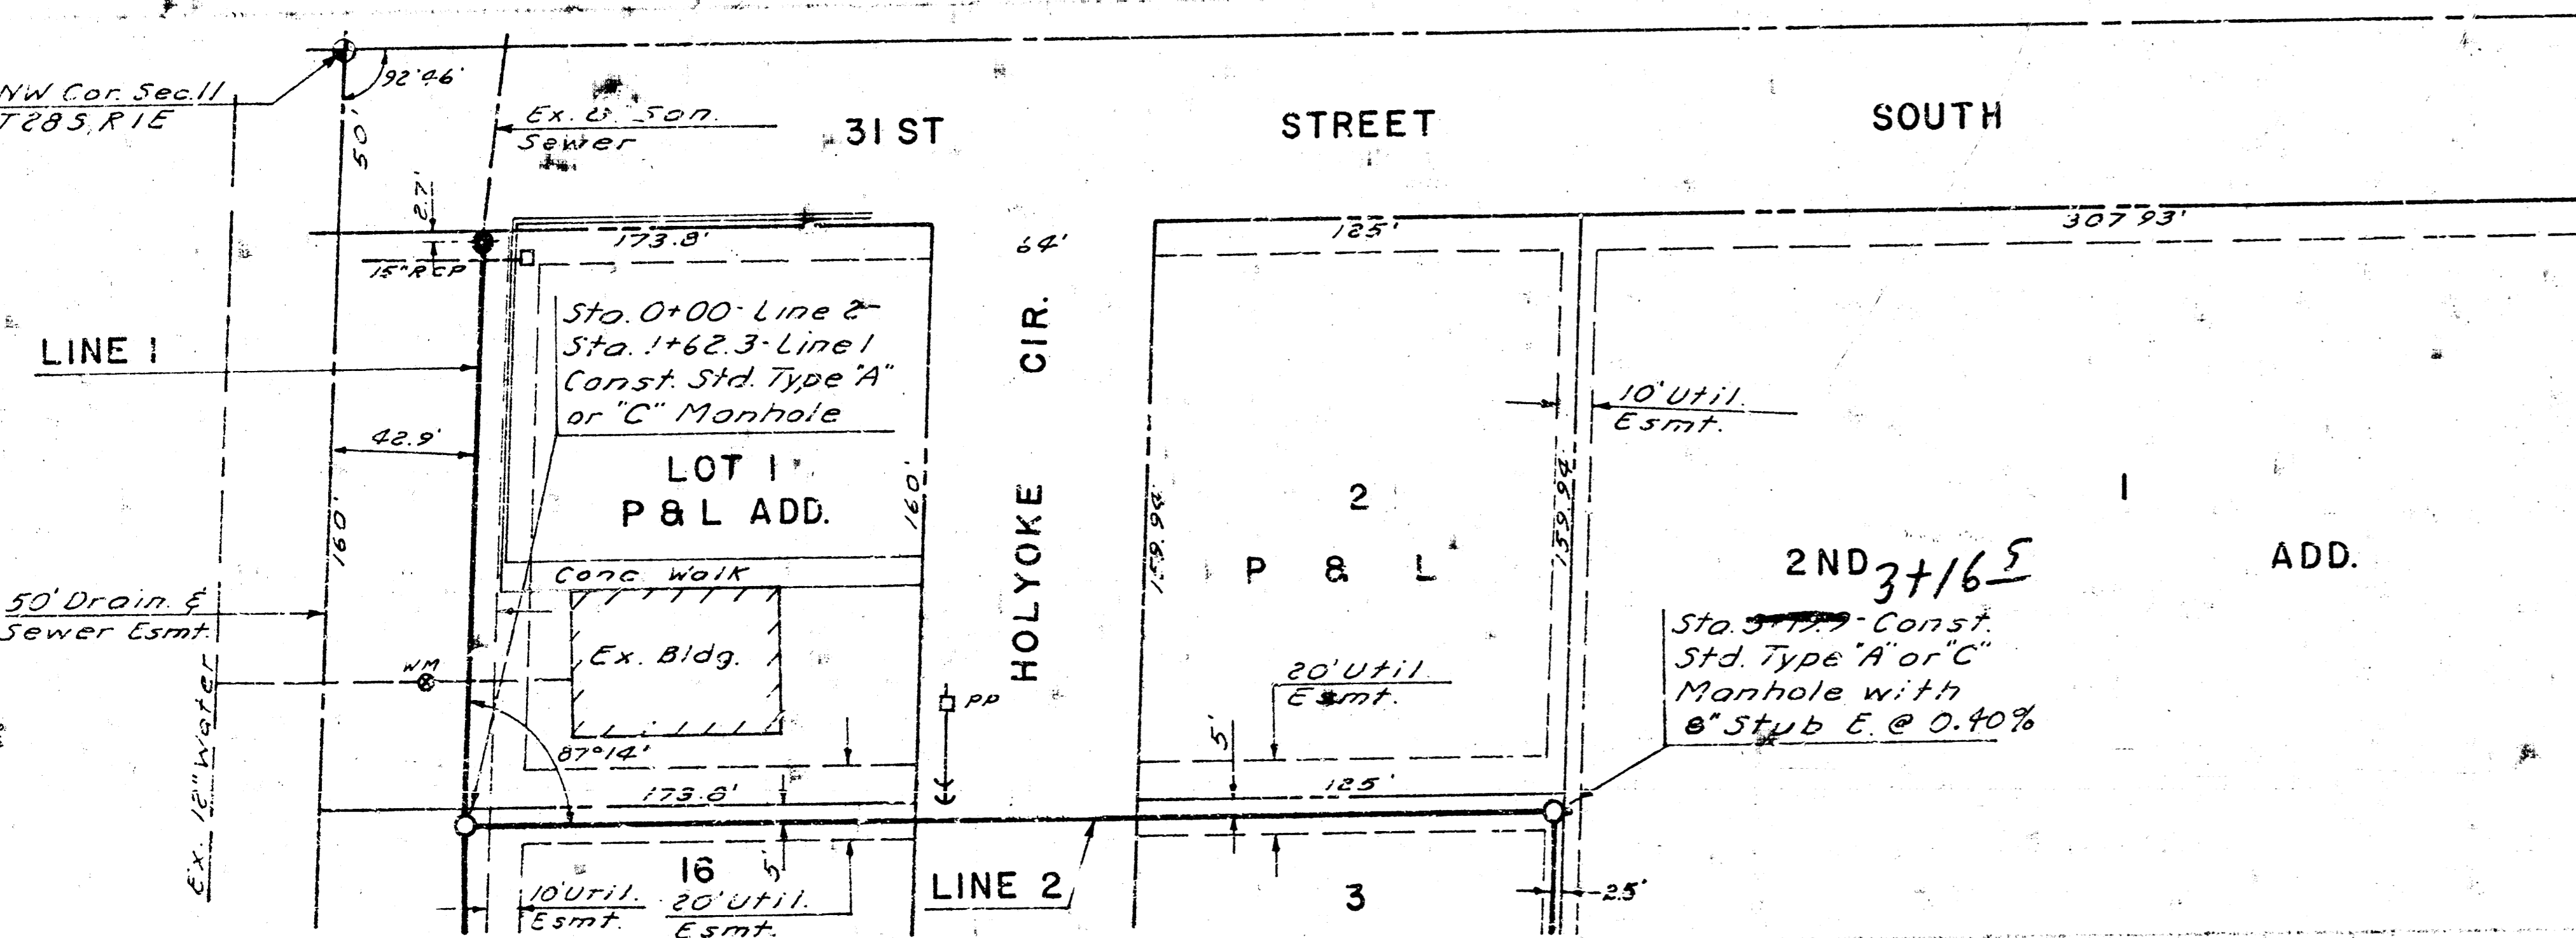 NW Cor. Sec. 11
T28S, R1E
92°46'
50'
Ex. 8" San.
Sewer
31 ST STREET SOUTH
2.7'
173.8'
15" RCP
64'
125'
307.93'
Sta. 0+00 - Line 2 -
Sta. 1+62.3 - Line 1
Const. Std. Type "A"
or "C" Manhole
LINE 1
42.9'
LOT 1
P & L ADD.
160'
160'
HOLYOKE CIR.
159.94'
2
P & L
159.94'
10' Util.
Esmt.
1
2ND
ADD.
3+16 5
Sta. - Const.
Std. Type "A" or "C"
Manhole with
8" Stub E. @ 0.40%
Conc. Walk
50' Drain. &
Sewer Esmt.
Ex. Bldg.
WM
Ex. 12" Water
PP
20' Util.
Esmt.
5'
87°14'
173.8'
125'
16
5'
10' Util.
Esmt.
20' Util.
Esmt.
LINE 2
3
2.5'